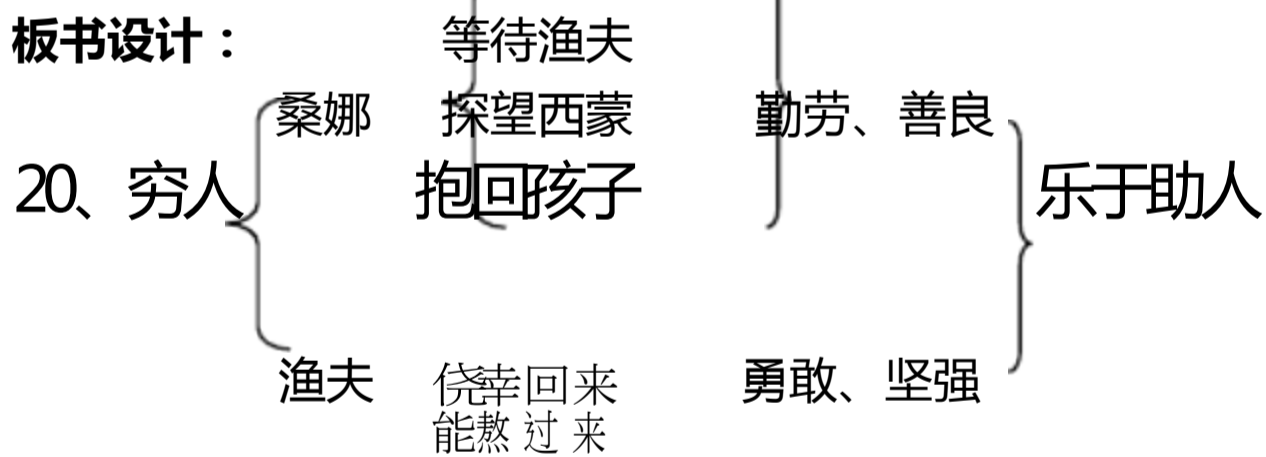 板书设计：
等待渔夫
桑娜 探望西蒙 勤劳、善良
20、穷人 抱回孩子 乐于助人
渔夫 侥幸回来 勇敢、坚强
能熬过来